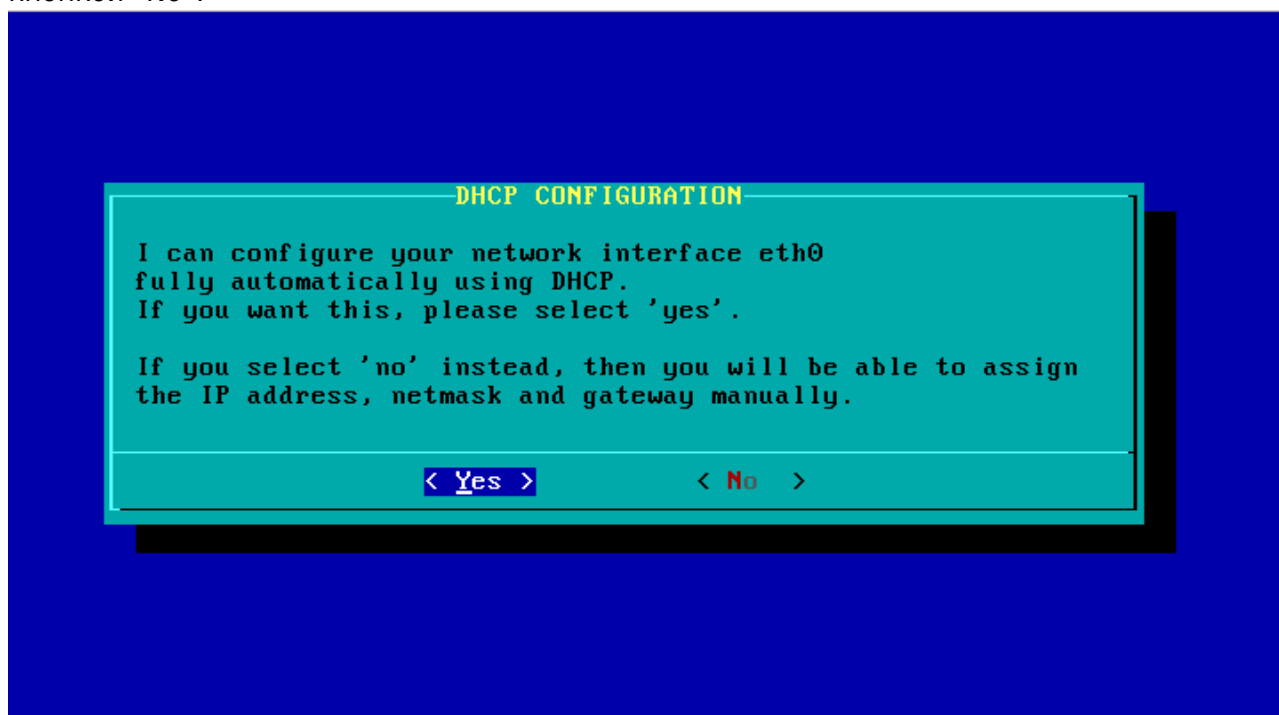 DHCP CONFIGURATION
I can configure your network interface eth0
fully automatically using DHCP.
If you want this, please select 'yes'.
If you select 'no' instead, then you will be able to assign
the IP address, netmask and gateway manually.
< Yes > < No >